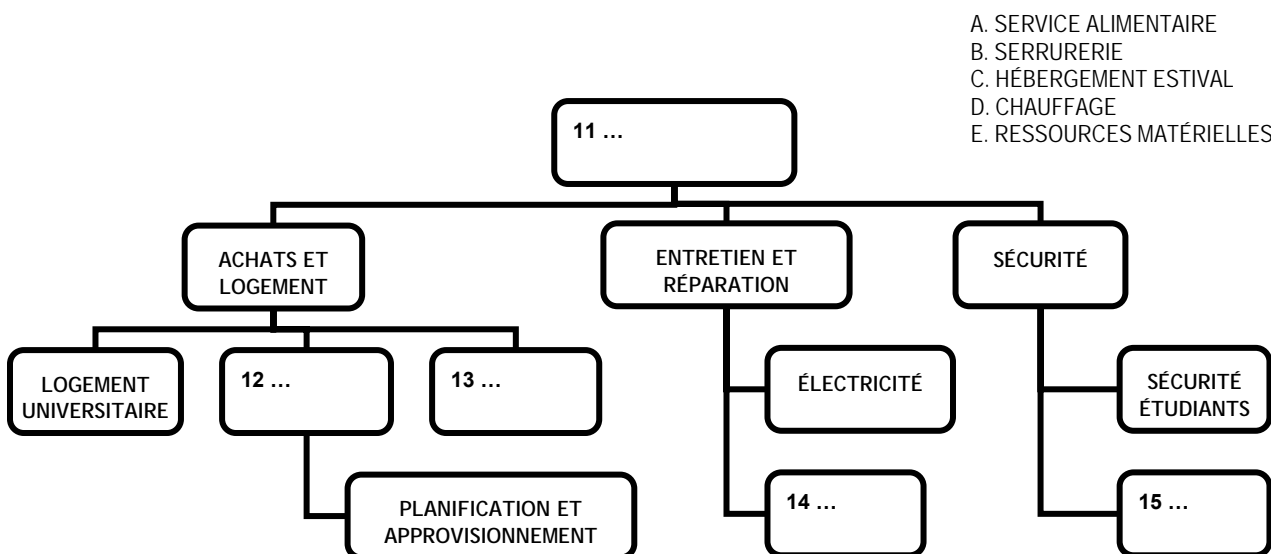 A. SERVICE ALIMENTAIRE
B. SERRURERIE
C. HÉBERGEMENT ESTIVAL
D. CHAUFFAGE
E. RESSOURCES MATÉRIELLES
11 ...
ACHATS ET
LOGEMENT
ENTRETIEN ET
RÉPARATION
SÉCURITÉ
LOGEMENT
UNIVERSITAIRE
12 ...
13 ...
ÉLECTRICITÉ
SÉCURITÉ
ÉTUDIANTS
PLANIFICATION ET
APPROVISIONNEMENT
14 ...
15 ...